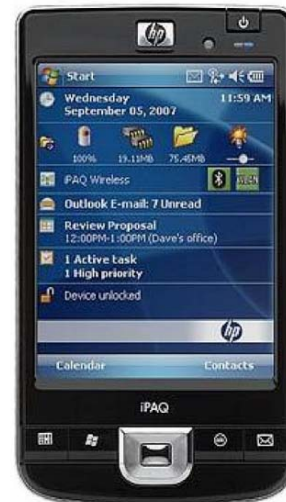 hp
Start
Wednesday 11:59 AM
September 05, 2007
100% 19.11MB 75.45MB
iPAQ Wireless
WLAN
Outlook E-mail: 7 Unread
Review Proposal
12:00PM-1:00PM (Dave's office)
1 Active task
1 High priority
Device unlocked
hp
Calendar Contacts
iPAQ